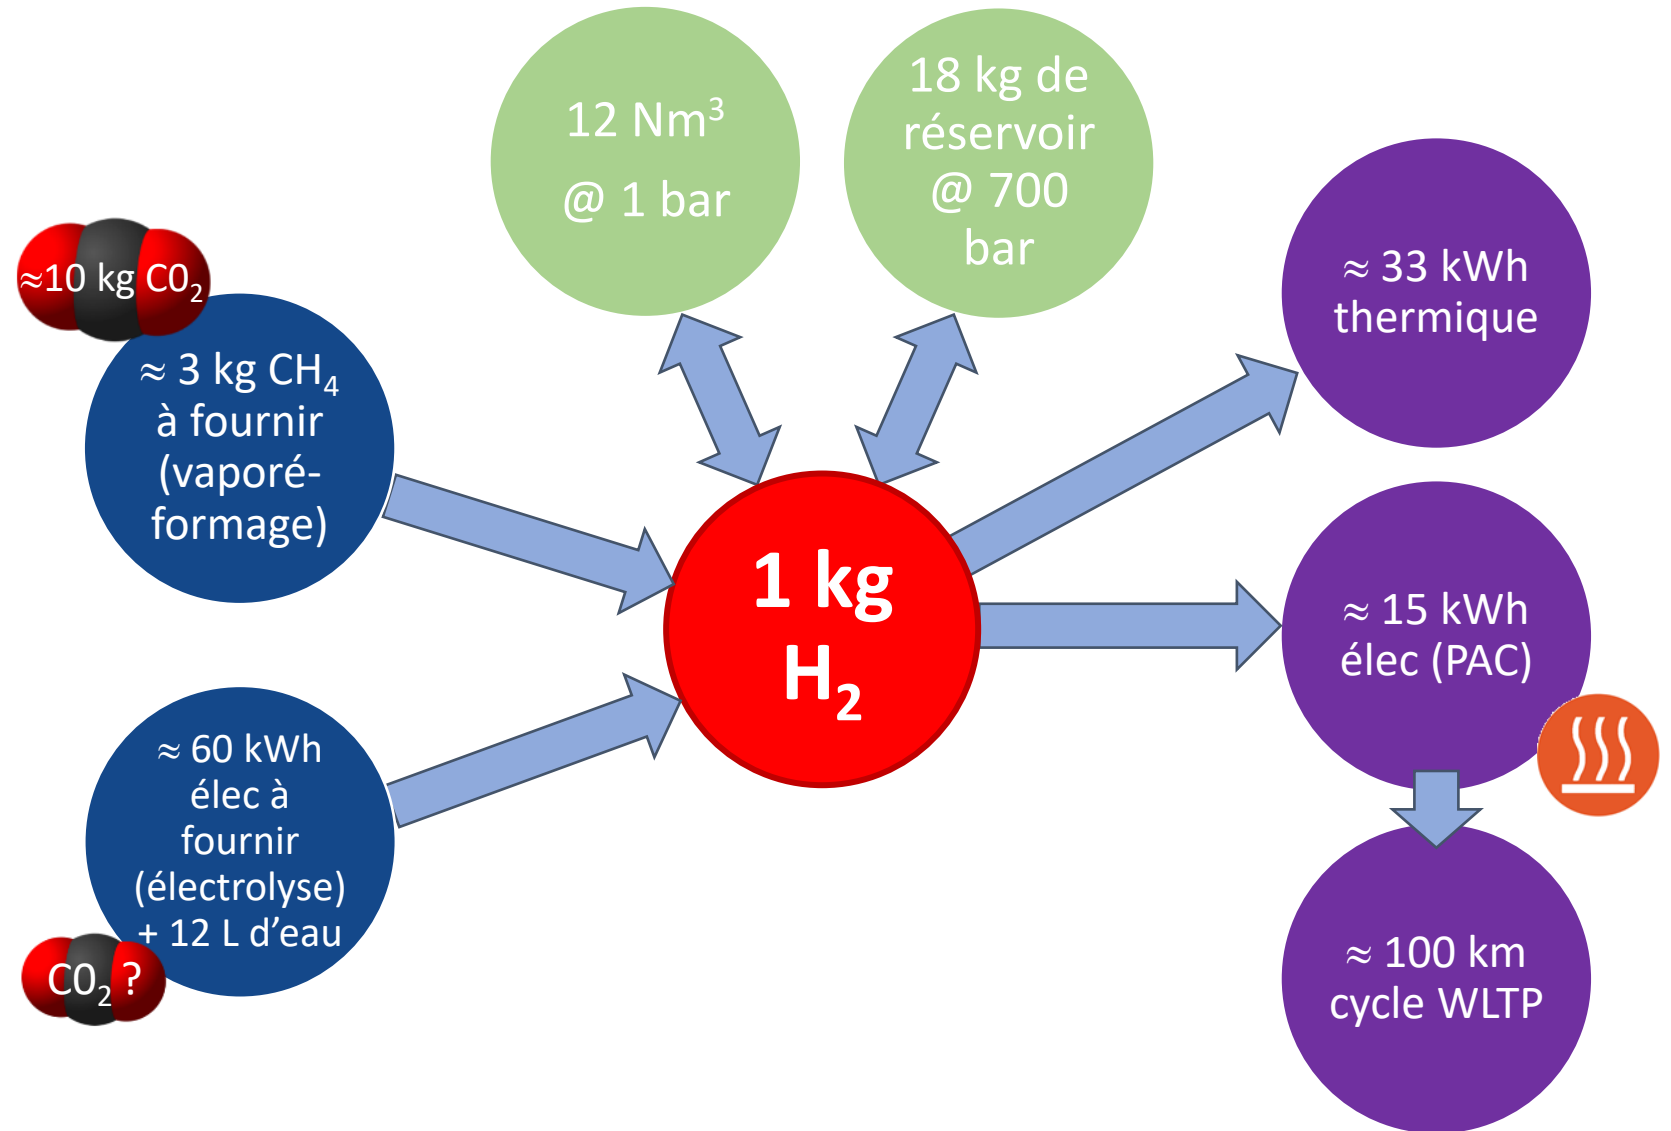 12 Nm³
@ 1 bar
18 kg de
réservoir
@ 700
bar
≈10 kg C0₂
≈ 3 kg CH₄
à fournir
(vaporé-
formage)
≈ 60 kWh
élec à
fournir
(électrolyse)
+ 12 L d’eau
C0₂ ?
1 kg
H₂
≈ 33 kWh
thermique
≈ 15 kWh
élec (PAC)
≈ 100 km
cycle WLTP